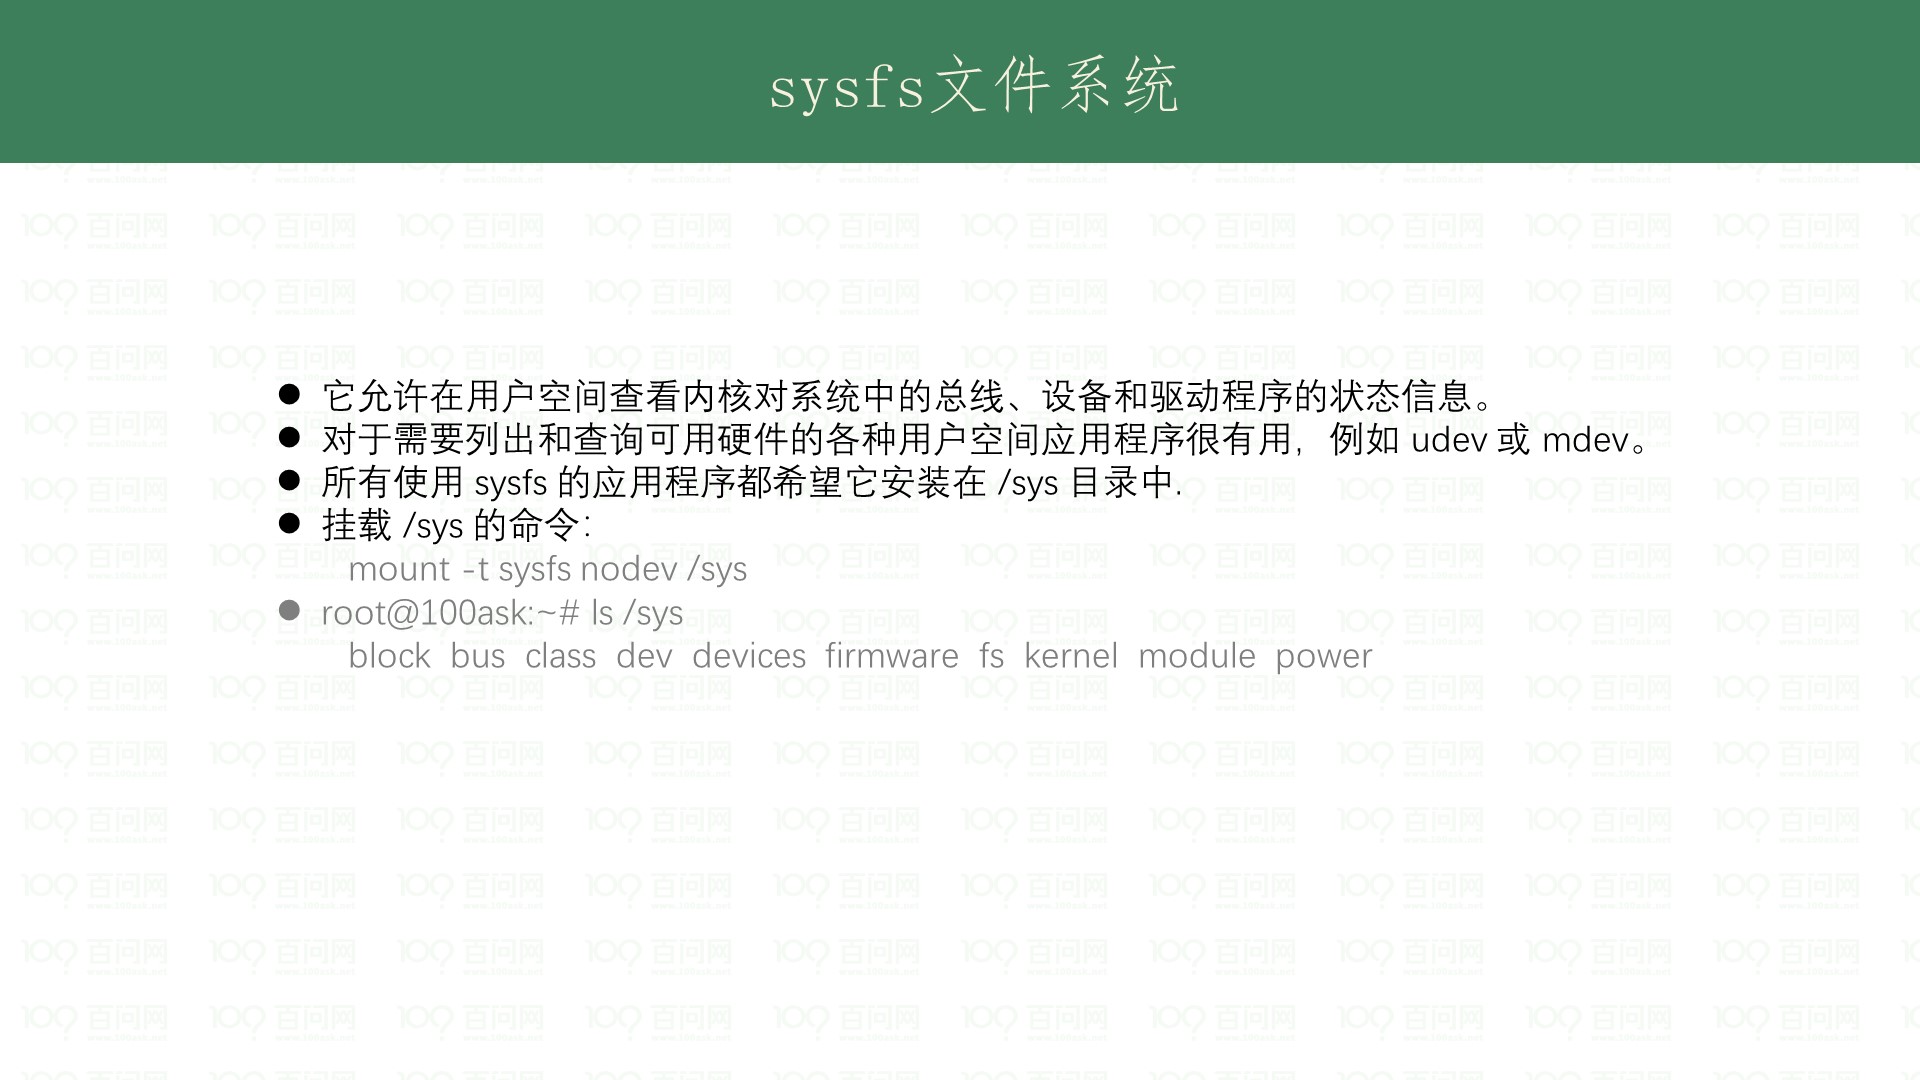 sysfs文件系统
● 它允许在用户空间查看内核对系统中的总线、设备和驱动程序的状态信息。
● 对于需要列出和查询可用硬件的各种用户空间应用程序很有用，例如 udev 或 mdev。
● 所有使用 sysfs 的应用程序都希望它安装在 /sys 目录中.
● 挂载 /sys 的命令：
mount -t sysfs nodev /sys
● root@100ask:~# ls /sys
block bus class dev devices firmware fs kernel module power
百问网
www.100ask.net